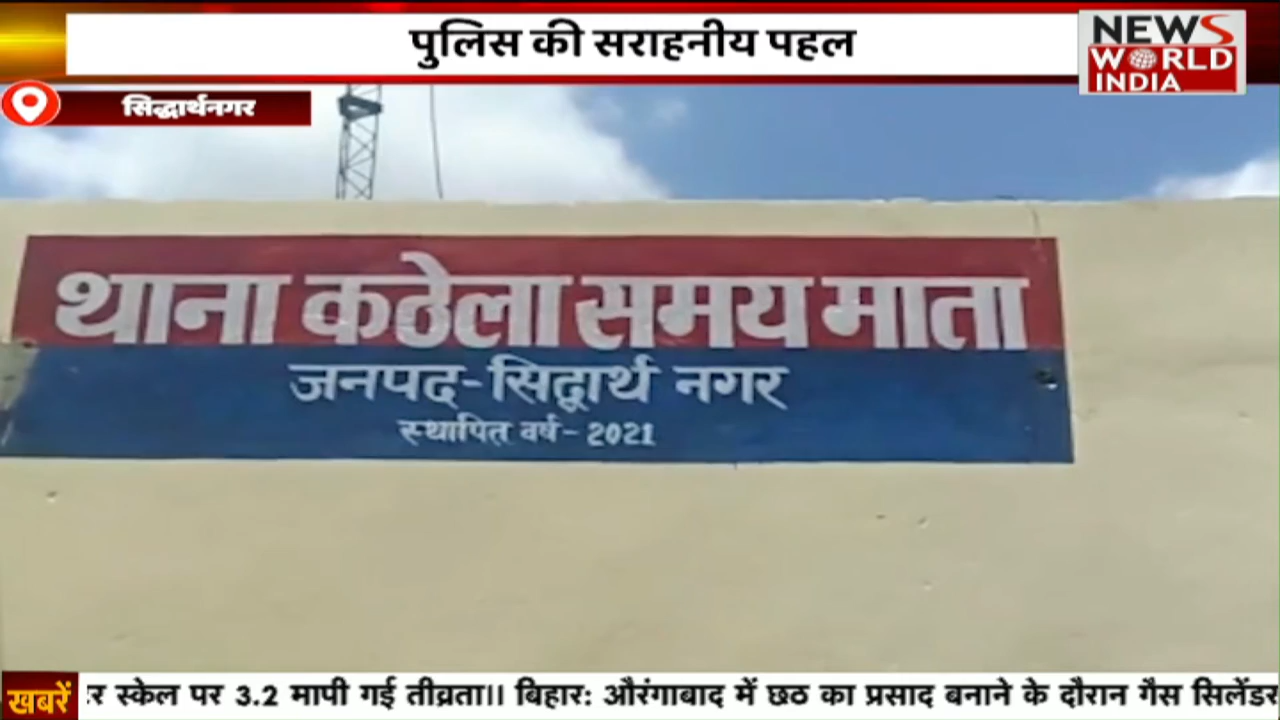 पुलिस की सराहनीय पहल
NEWS
WORLD
INDIA
सिद्धार्थनगर
थाना कठेला समय माता
जनपद-सिद्धार्थ नगर
स्थापित वर्ष- 2021
खबरें
स्केल पर 3.2 मापी गई तीव्रता।। बिहार: औरंगाबाद में छठ का प्रसाद बनाने के दौरान गैस सिलेंडर